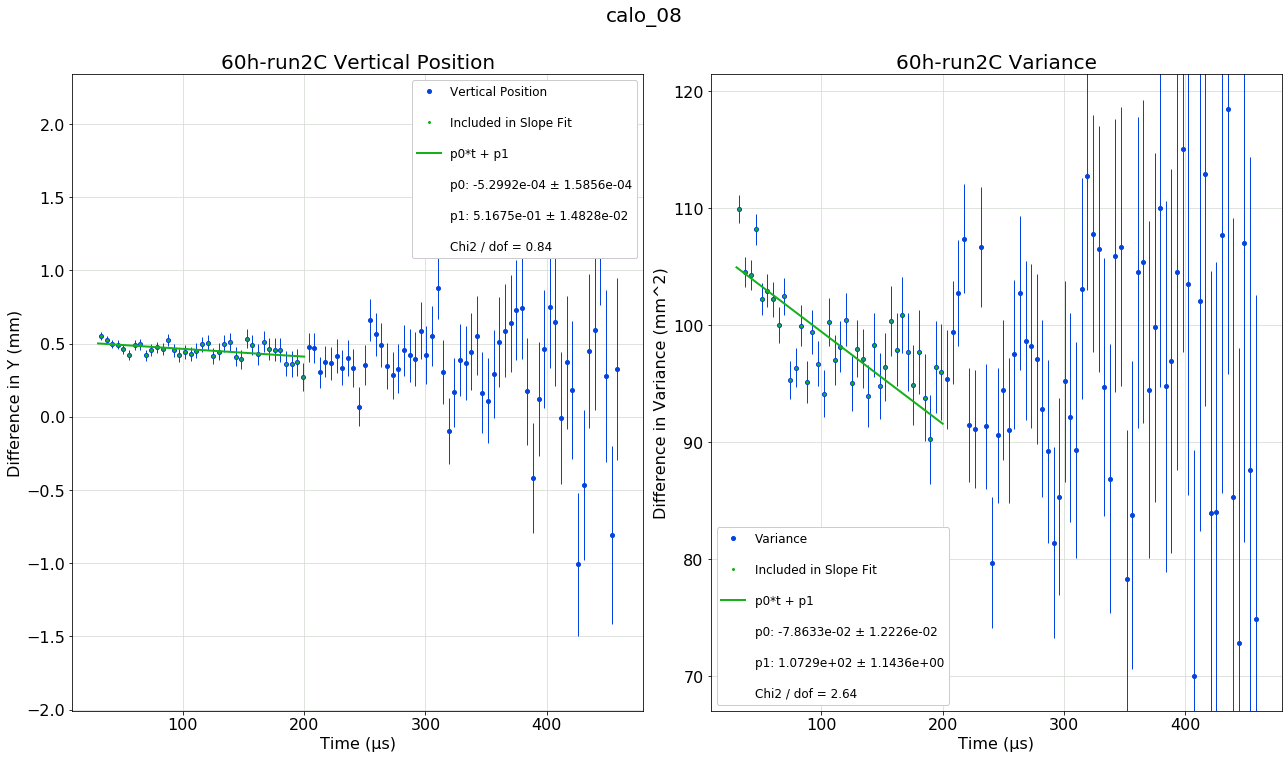 calo_08
60h-run2C Vertical Position
Difference in Y (mm)
2.0
1.5
1.0
0.5
0.0
−0.5
−1.0
−1.5
−2.0
100 200 300 400
Time (μs)
Vertical Position
Included in Slope Fit
p0*t + p1
p0: -5.2992e-04 ± 1.5856e-04
p1: 5.1675e-01 ± 1.4828e-02
Chi2 / dof = 0.84
60h-run2C Variance
Difference in Variance (mm^2)
120
110
100
90
80
70
100 200 300 400
Time (μs)
Variance
Included in Slope Fit
p0*t + p1
p0: -7.8633e-02 ± 1.2226e-02
p1: 1.0729e+02 ± 1.1436e+00
Chi2 / dof = 2.64